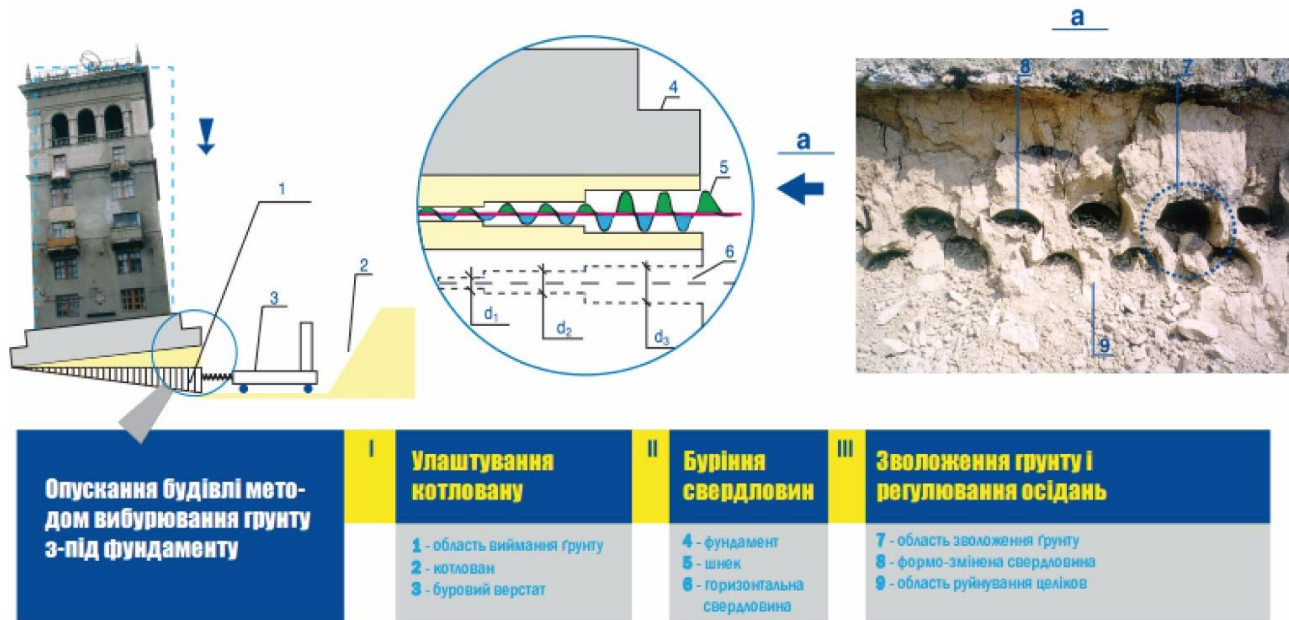 a
8
7
4
5
a
1
2
3
6
d1
d2
d3
9
Опускання будівлі мето-
дом вибурювання грунту
з-під фундаменту
I
Улаштування
котловану
1 - область виймання ґрунту
2 - котлован
3 - буровий верстат
II
Буріння
свердловин
4 - фундамент
5 - шнек
6 - горизонтальна
свердловина
III
Зволоження грунту і
регулювання осідань
7 - область зволоження ґрунту
8 - формо-змінена свердловина
9 - область руйнування целіков